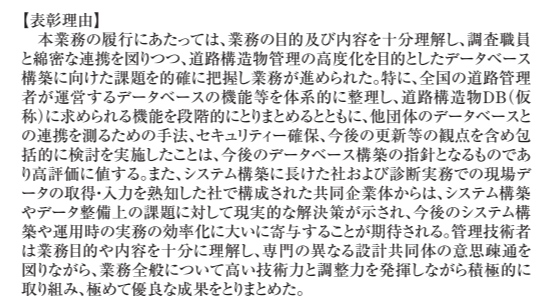 【表彰理由】
本業務の履行にあたっては、業務の目的及び内容を十分理解し、調査職員
と綿密な連携を図りつつ、道路構造物管理の高度化を目的としたデータベース
構築に向けた課題を的確に把握し業務が進められた。特に、全国の道路管理
者が運営するデータベースの機能等を体系的に整理し、道路構造物DB(仮
称)に求められる機能を段階的にとりまとめるとともに、他団体のデータベースと
の連携を測るための手法、セキュリティー確保、今後の更新等の観点を含め包
括的に検討を実施したことは、今後のデータベース構築の指針となるものであ
り高評価に値する。また、システム構築に長けた社および診断実務での現場デ
ータの取得・入力を熟知した社で構成された共同企業体からは、システム構築
やデータ整備上の課題に対して現実的な解決策が示され、今後のシステム構
築や運用時の実務の効率化に大いに寄与することが期待される。管理技術者
は業務目的や内容を十分に理解し、専門の異なる設計共同体の意思疎通を
図りながら、業務全般について高い技術力と調整力を発揮しながら積極的に
取り組み、極めて優良な成果をとりまとめた。